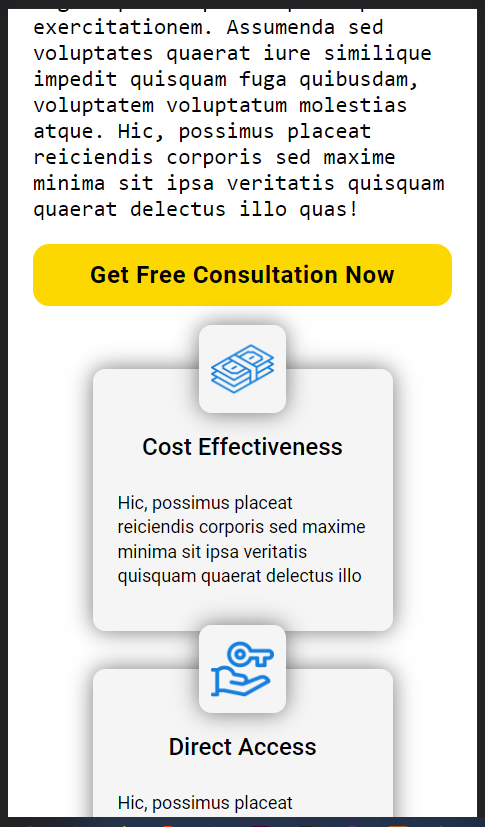 exercitationem. Assumenda sed
voluptates quaerat iure similique
impedit quisquam fuga quibusdam,
voluptatem voluptatum molestias
atque. Hic, possimus placeat
reiciendis corporis sed maxime
minima sit ipsa veritatis quisquam
quaerat delectus illo quas!
Get Free Consultation Now
Cost Effectiveness
Hic, possimus placeat
reiciendis corporis sed maxime
minima sit ipsa veritatis
quisquam quaerat delectus illo
Direct Access
Hic, possimus placeat